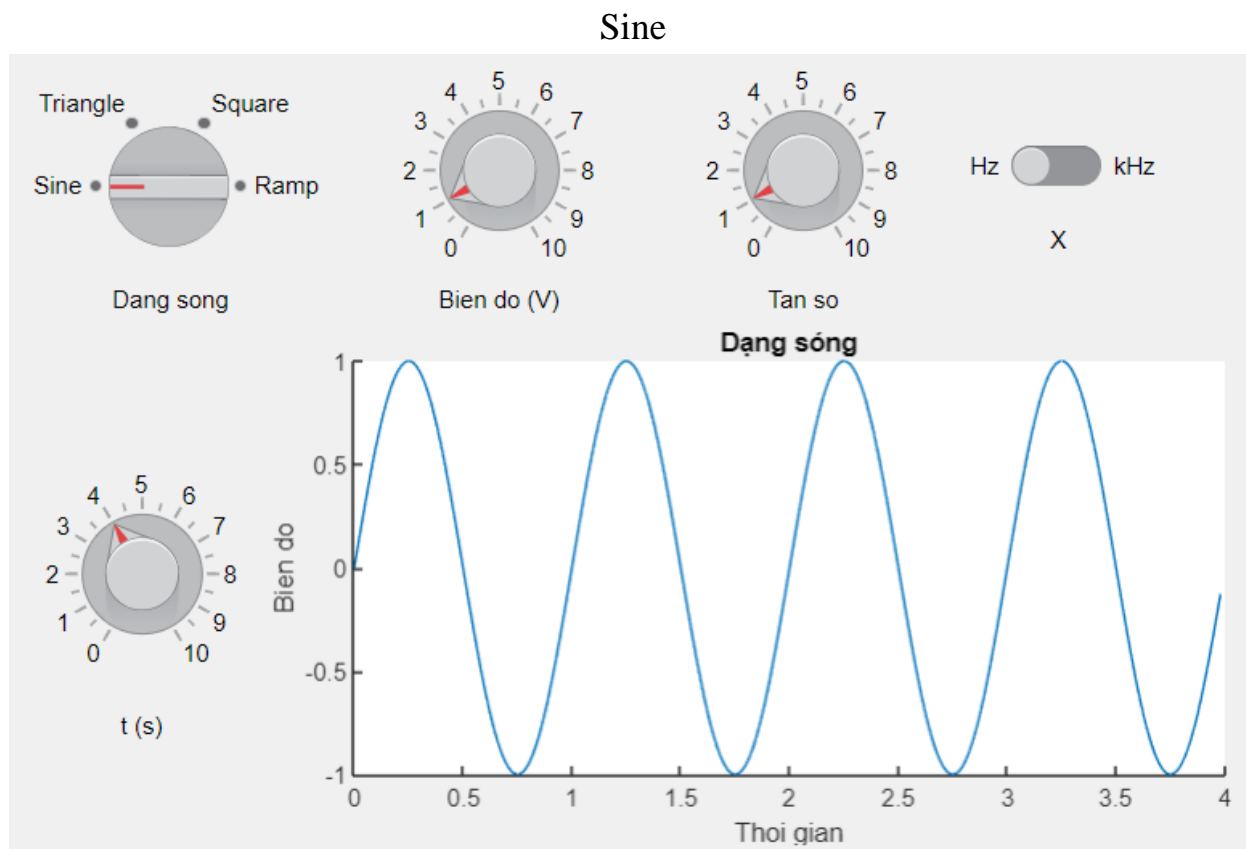 Sine
Triangle
Square
Sine
Ramp
Dang song
0
1
2
3
4
5
6
7
8
9
10
Bien do (V)
0
1
2
3
4
5
6
7
8
9
10
Tan so
Hz
kHz
X
0
1
2
3
4
5
6
7
8
9
10
t (s)
Dạng sóng
Bien do
1
0.5
0
-0.5
-1
0 0.5 1 1.5 2 2.5 3 3.5 4
Thoi gian